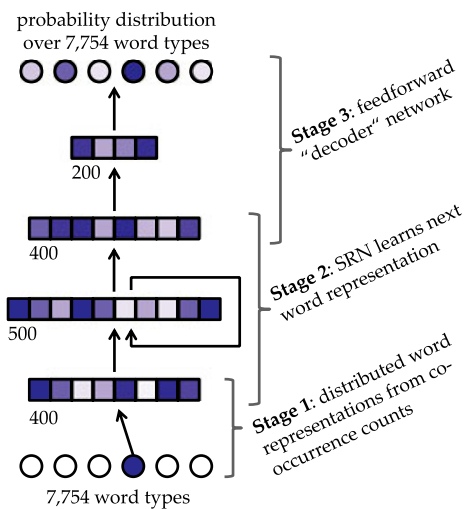 probability distribution
over 7,754 word types
200
400
500
400
7,754 word types
Stage 3: feedforward
“decoder“ network
Stage 2: SRN learns next
word representation
Stage 1: distributed word
representations from co-
occurrence counts